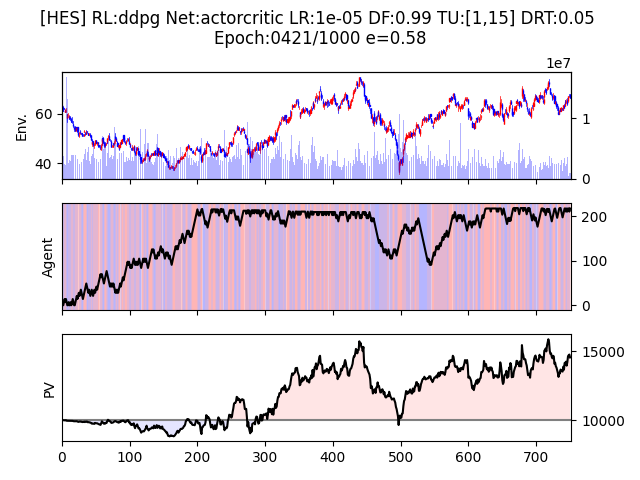 [HES] RL:ddpg Net:actorcritic LR:1e-05 DF:0.99 TU:[1,15] DRT:0.05
Epoch:0421/1000 e=0.58
1e7
Env.
60
40
1
0
Agent
200
100
0
PV
15000
10000
0 100 200 300 400 500 600 700